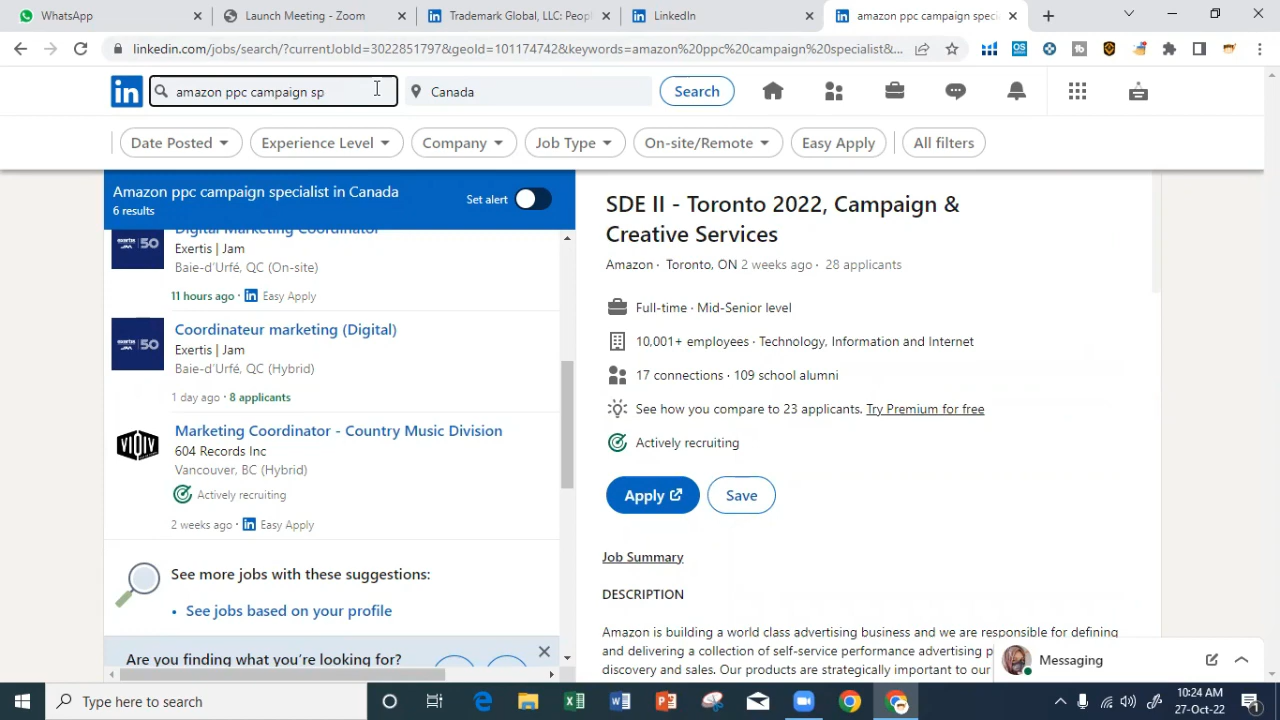 WhatsApp
Launch Meeting - Zoom
Trademark Global, LLC: Peopl
LinkedIn
amazon ppc campaign speci
linkedin.com/jobs/search/?currentJobId=3022851797&geoId=101174742&keywords=amazon%20ppc%20campaign%20specialist&...
in
amazon ppc campaign sp
Canada
Search
Date Posted
Experience Level
Company
Job Type
On-site/Remote
Easy Apply
All filters
Amazon ppc campaign specialist in Canada
6 results
Set alert
Digital Marketing Coordinator
Exertis | Jam
Baie-d'Urfé, QC (On-site)
11 hours ago · Easy Apply
Coordinateur marketing (Digital)
Exertis | Jam
Baie-d'Urfé, QC (Hybrid)
1 day ago · 8 applicants
Marketing Coordinator - Country Music Division
604 Records Inc
Vancouver, BC (Hybrid)
Actively recruiting
2 weeks ago · Easy Apply
See more jobs with these suggestions:
• See jobs based on your profile
Are you finding what you're looking for?
SDE II - Toronto 2022, Campaign &
Creative Services
Amazon · Toronto, ON 2 weeks ago · 28 applicants
Full-time · Mid-Senior level
10,001+ employees · Technology, Information and Internet
17 connections · 109 school alumni
See how you compare to 23 applicants. Try Premium for free
Actively recruiting
Apply
Save
Job Summary
DESCRIPTION
Amazon is building a world class advertising business and we are responsible for defining
and delivering a collection of self-service performance advertising p
discovery and sales. Our products are strategically important to our
Messaging
Type here to search
10:24 AM
27-Oct-22